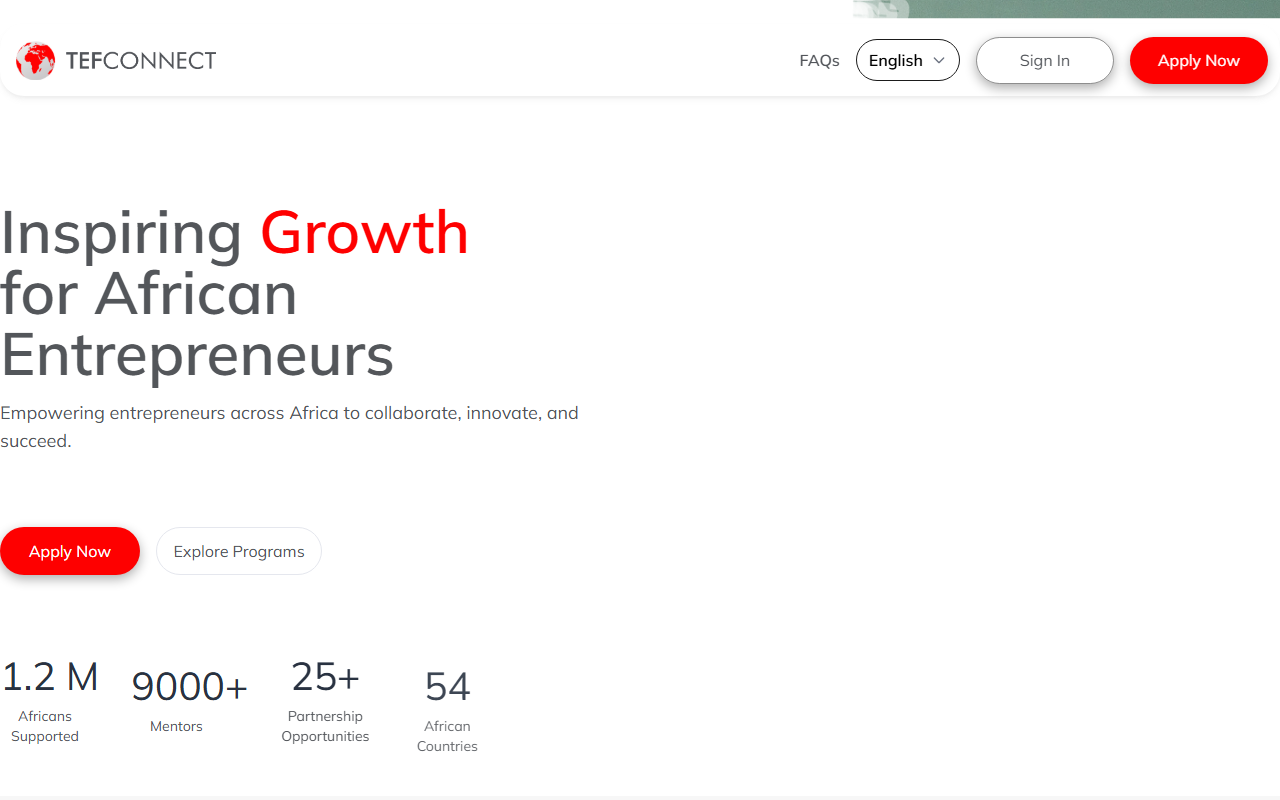 TEFCONNECT
FAQs
English
Sign In
Apply Now
Inspiring Growth
for African
Entrepreneurs
Empowering entrepreneurs across Africa to collaborate, innovate, and
succeed.
Apply Now
Explore Programs
1.2 M
Africans
Supported
9000+
Mentors
25+
Partnership
Opportunities
54
African
Countries